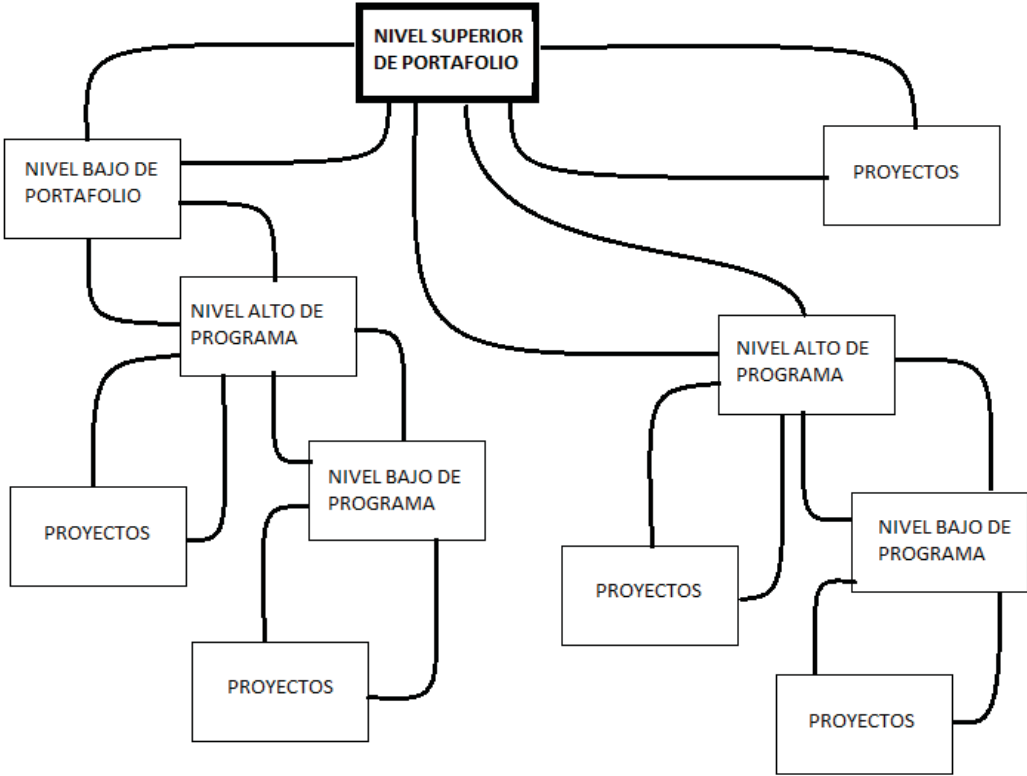 NIVEL SUPERIOR
DE PORTAFOLIO
NIVEL BAJO DE
PORTAFOLIO
PROYECTOS
NIVEL ALTO DE
PROGRAMA
NIVEL ALTO DE
PROGRAMA
NIVEL BAJO DE
PROGRAMA
PROYECTOS
NIVEL BAJO DE
PROGRAMA
PROYECTOS
PROYECTOS
PROYECTOS